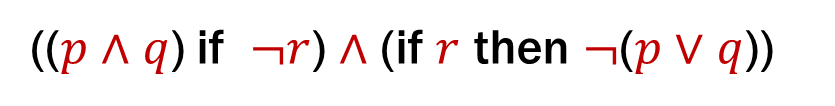 ((p ∧ q) if ¬r) ∧ (if r then ¬(p ∨ q))